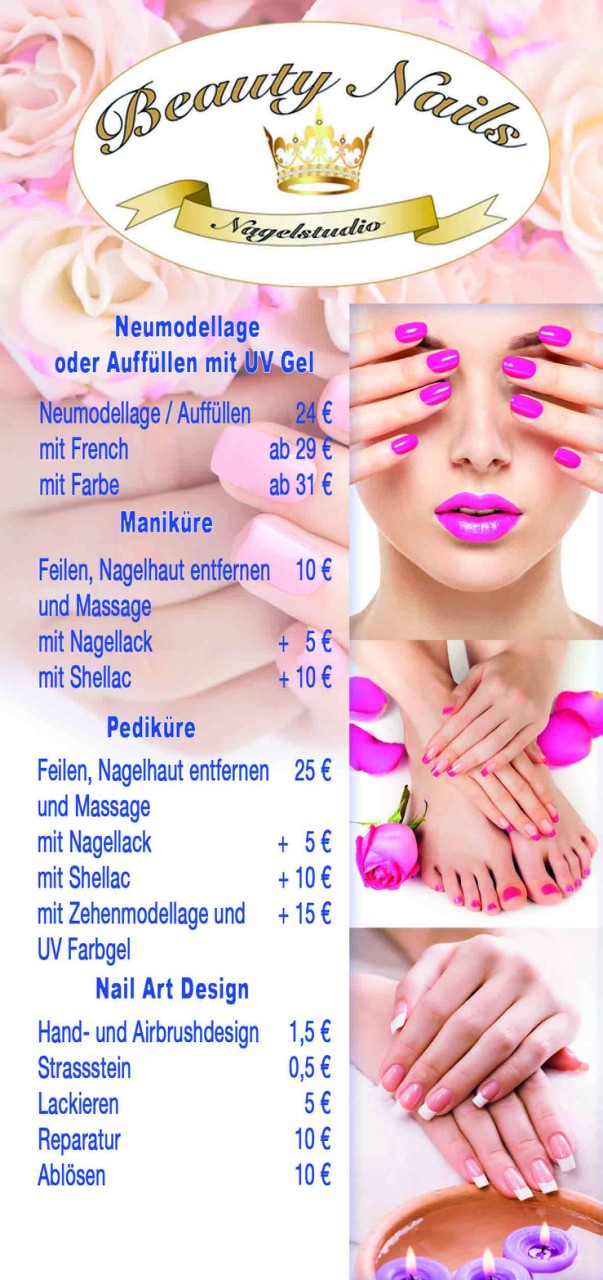 Beauty Nails
Nagelstudio
Neumodellage
oder Auffüllen mit UV Gel
Neumodellage / Auffüllen 24 €
mit French ab 29 €
mit Farbe ab 31 €
Maniküre
Feilen, Nagelhaut entfernen 10 €
und Massage
mit Nagellack + 5 €
mit Shellac + 10 €
Pediküre
Feilen, Nagelhaut entfernen 25 €
und Massage
mit Nagellack + 5 €
mit Shellac + 10 €
mit Zehenmodellage und + 15 €
UV Farbgel
Nail Art Design
Hand- und Airbrushdesign 1,5 €
Strassstein 0,5 €
Lackieren 5 €
Reparatur 10 €
Ablösen 10 €